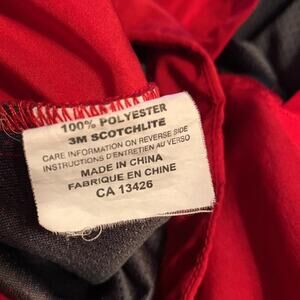 100% POLYESTER
3M SCOTCHLITE
CARE INFORMATION ON REVERSE SIDE
INSTRUCTIONS D'ENTRETIEN AU VERSO
MADE IN CHINA
FABRIQUE EN CHINE
CA 13426